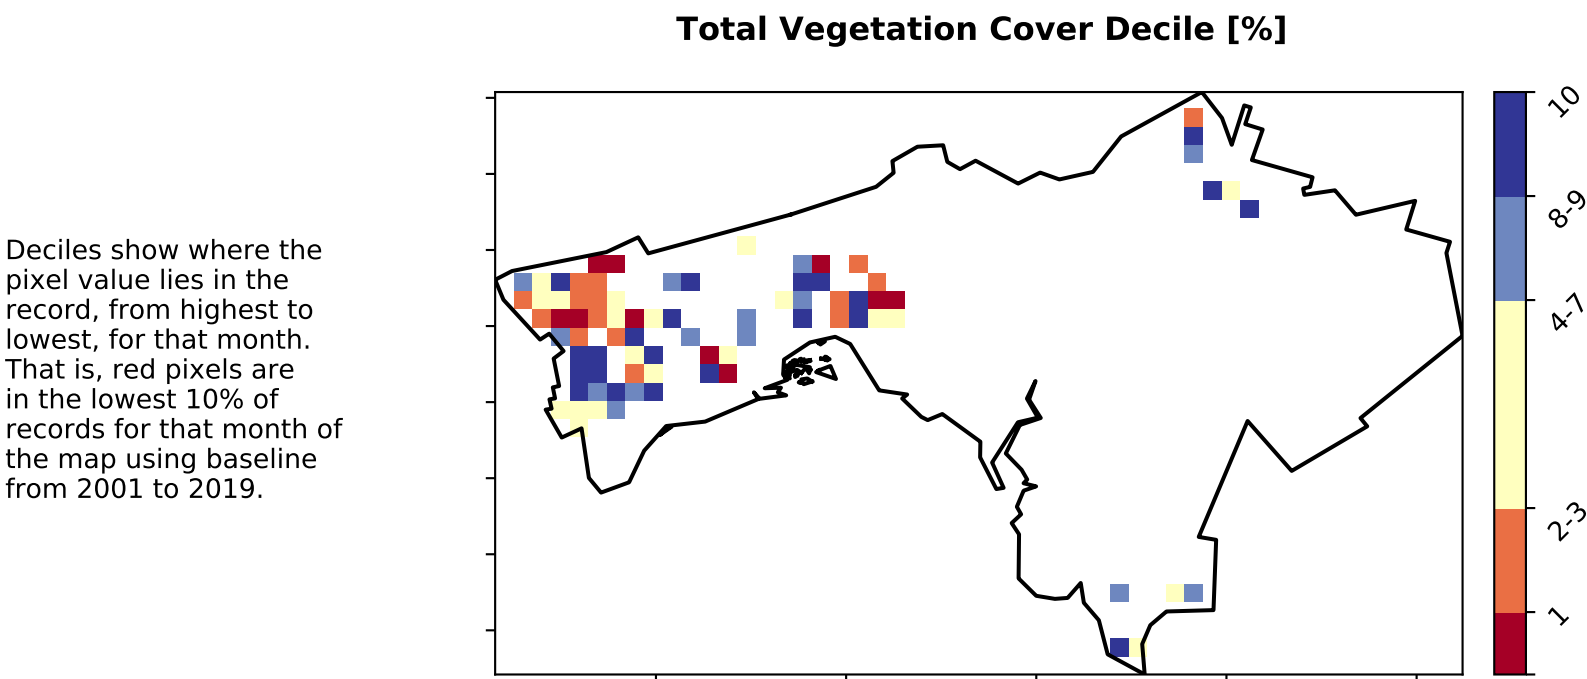 Total Vegetation Cover Decile [%]
Deciles show where the
pixel value lies in the
record, from highest to
lowest, for that month.
That is, red pixels are
in the lowest 10% of
records for that month of
the map using baseline
from 2001 to 2019.
10
8-9
4-7
2-3
1